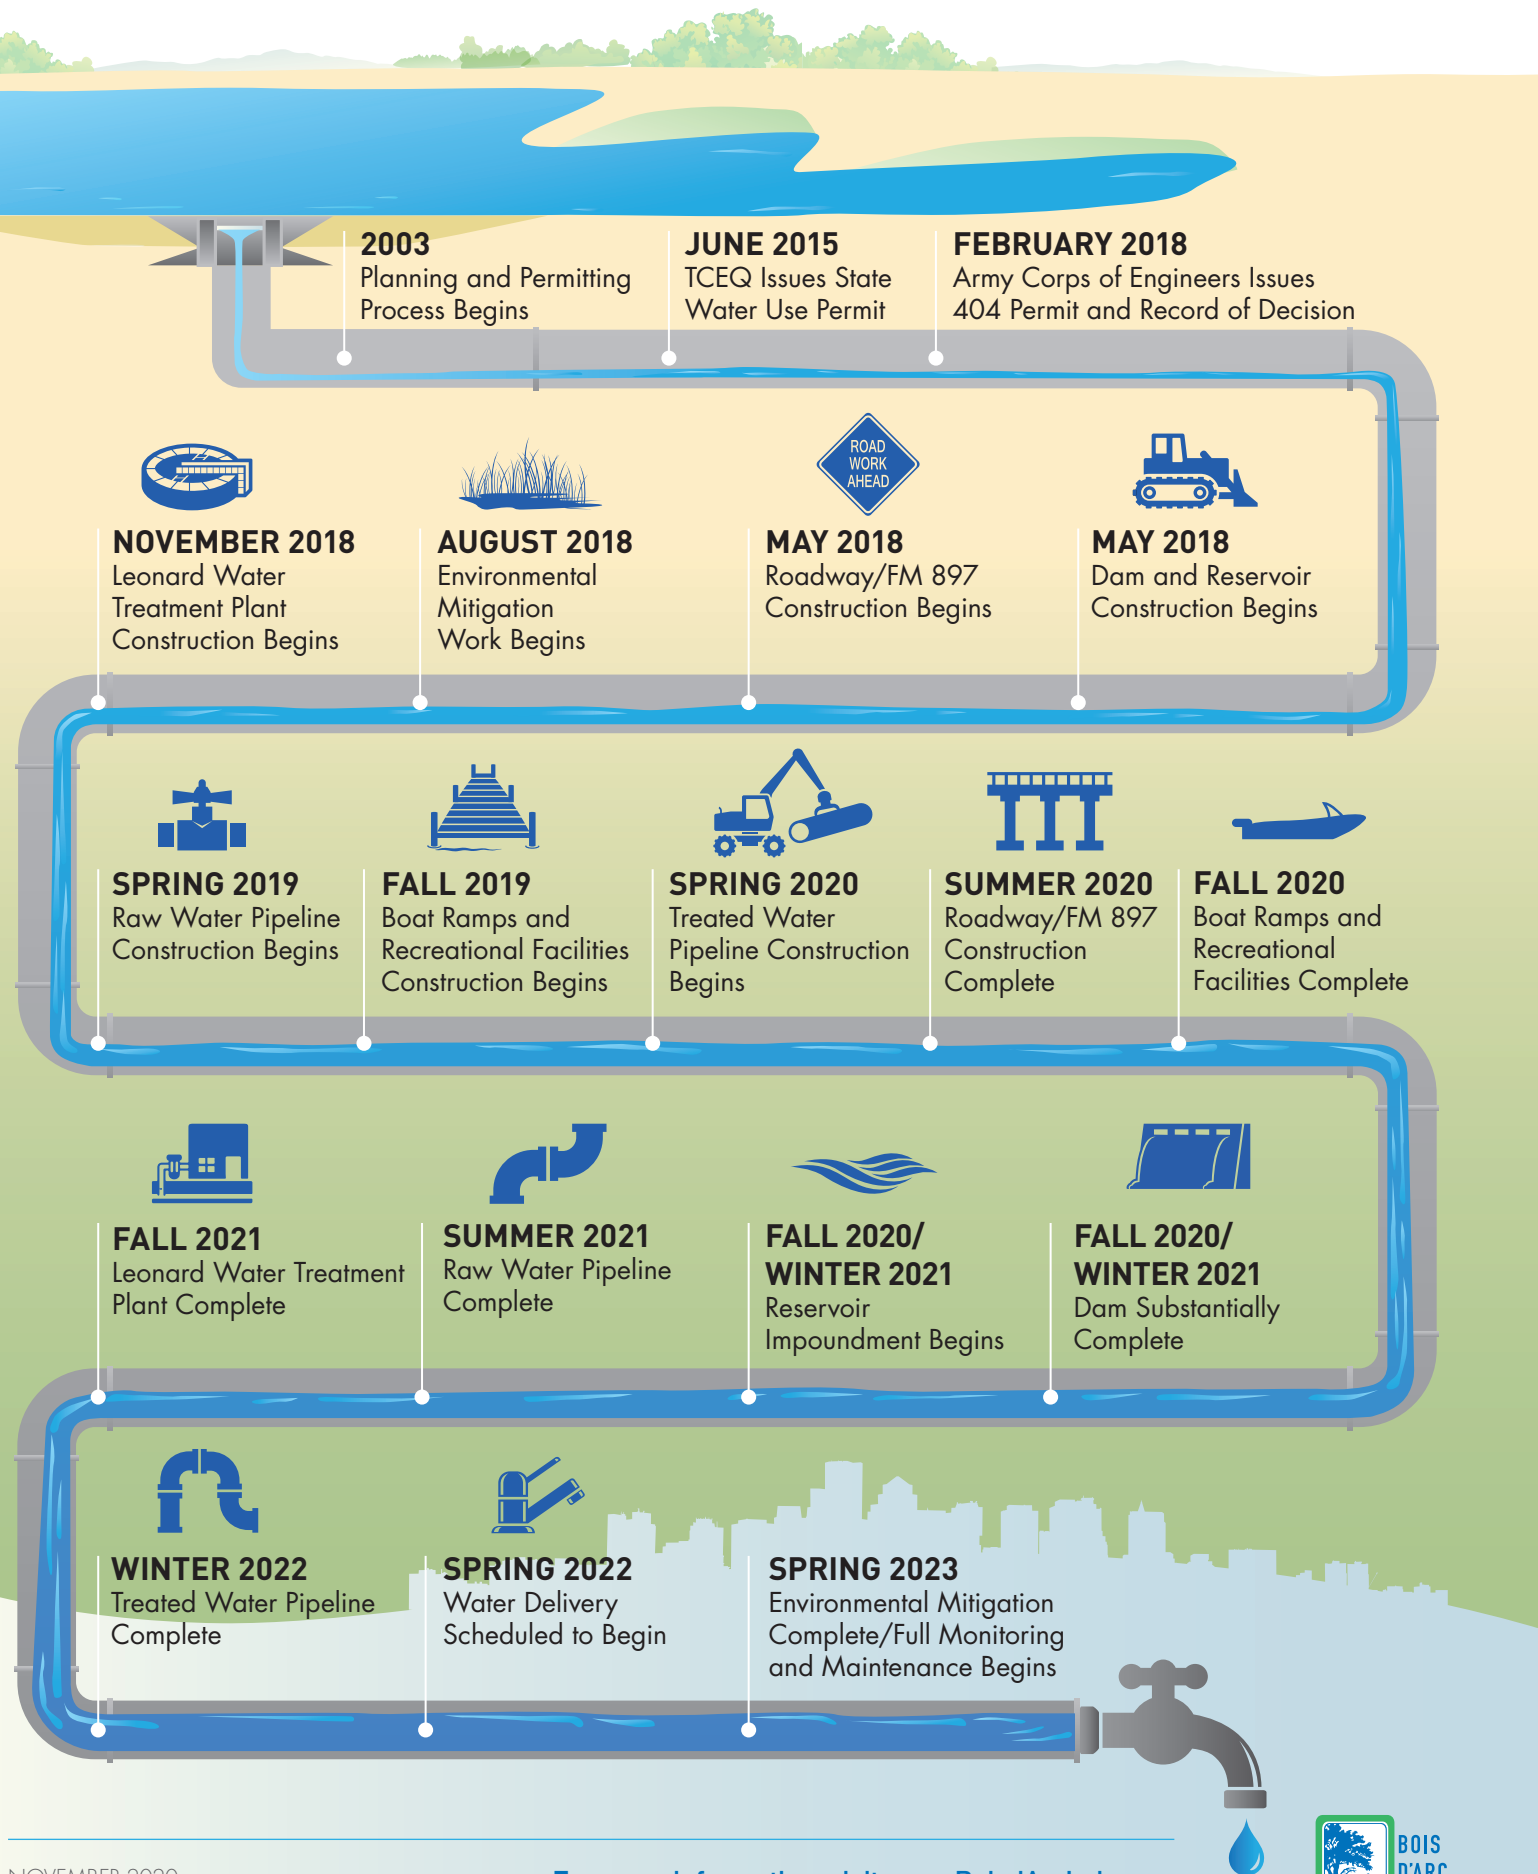 2003
Planning and Permitting
Process Begins
JUNE 2015
TCEQ Issues State
Water Use Permit
FEBRUARY 2018
Army Corps of Engineers Issues
404 Permit and Record of Decision
ROAD
WORK
AHEAD
NOVEMBER 2018
Leonard Water
Treatment Plant
Construction Begins
AUGUST 2018
Environmental
Mitigation
Work Begins
MAY 2018
Roadway/FM 897
Construction Begins
MAY 2018
Dam and Reservoir
Construction Begins
SPRING 2019
Raw Water Pipeline
Construction Begins
FALL 2019
Boat Ramps and
Recreational Facilities
Construction Begins
SPRING 2020
Treated Water
Pipeline Construction
Begins
SUMMER 2020
Roadway/FM 897
Construction
Complete
FALL 2020
Boat Ramps and
Recreational
Facilities Complete
FALL 2021
Leonard Water Treatment
Plant Complete
SUMMER 2021
Raw Water Pipeline
Complete
FALL 2020/
WINTER 2021
Reservoir
Impoundment Begins
FALL 2020/
WINTER 2021
Dam Substantially
Complete
WINTER 2022
Treated Water Pipeline
Complete
SPRING 2022
Water Delivery
Scheduled to Begin
SPRING 2023
Environmental Mitigation
Complete/Full Monitoring
and Maintenance Begins
BOIS
D'ARC
NOVEMBER 2020